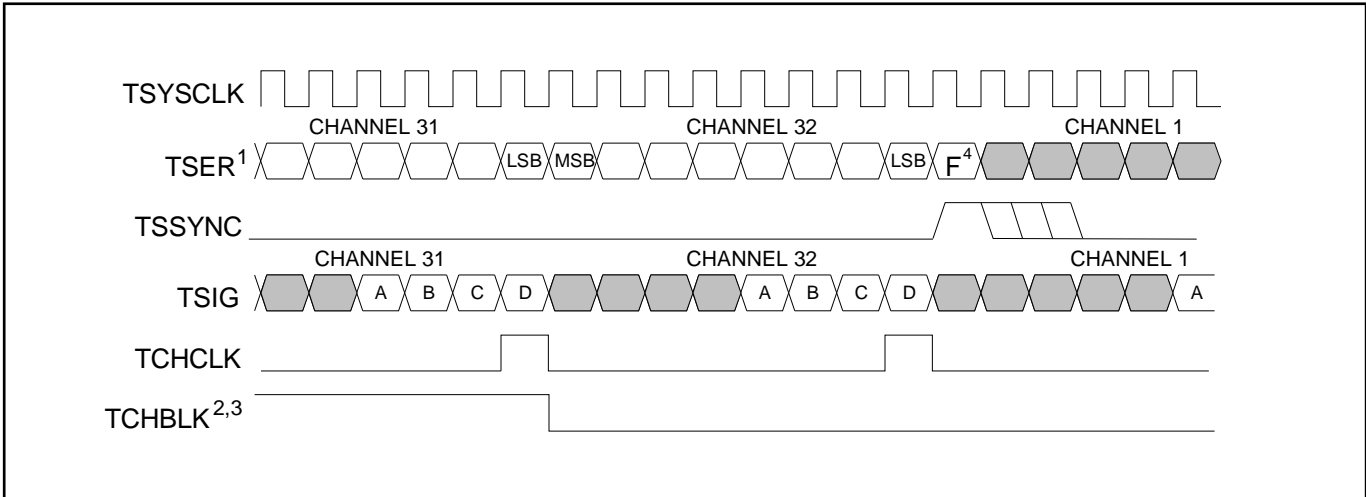 TSYSCLK
CHANNEL 31 CHANNEL 32 CHANNEL 1
TSER1 LSB MSB LSB F4
TSSYNC
CHANNEL 31 CHANNEL 32 CHANNEL 1
TSIG A B C D A B C D A
TCHCLK
TCHBLK2,3